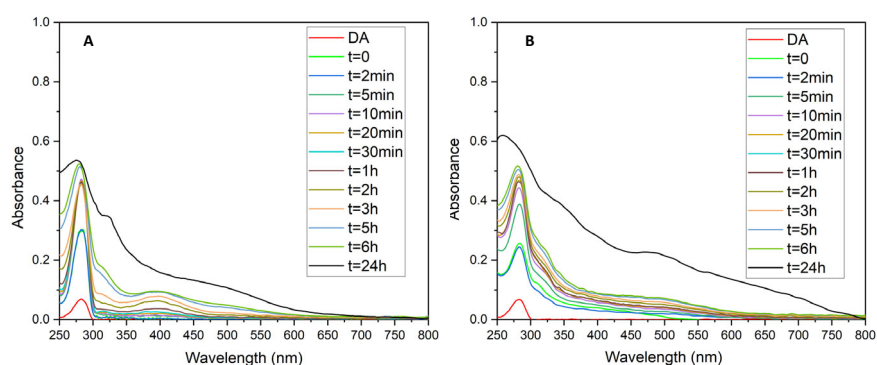 A
Absorbance
1.0
0.8
0.6
0.4
0.2
0.0
250 300 350 400 450 500 550 600 650 700 750 800
Wavelength (nm)
DA
t=0
t=2min
t=5min
t=10min
t=20min
t=30min
t=1h
t=2h
t=3h
t=5h
t=6h
t=24h
B
Absorbance
1.0
0.8
0.6
0.4
0.2
0.0
250 300 350 400 450 500 550 600 650 700 750 800
Wavelength (nm)
DA
t=0
t=2min
t=5min
t=10min
t=20min
t=30min
t=1h
t=2h
t=3h
t=5h
t=6h
t=24h